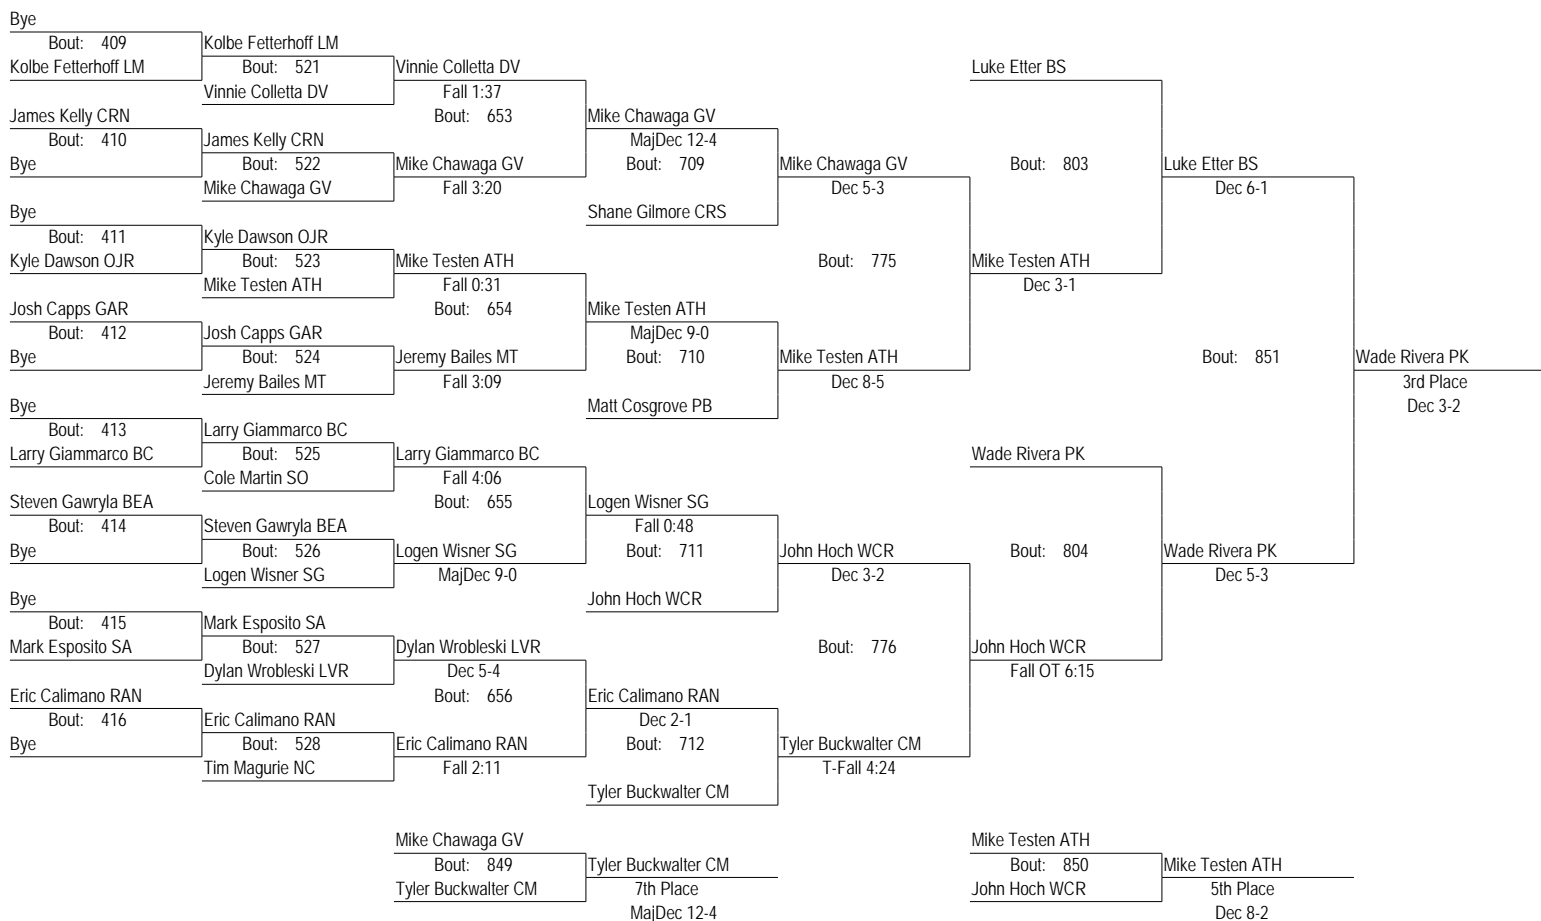 Bye
Bout: 409
Kolbe Fetterhoff LM
Kolbe Fetterhoff LM
Bout: 521
Vinnie Colletta DV
Vinnie Colletta DV
Fall 1:37
Bout: 653
James Kelly CRN
Bout: 410
Bye
James Kelly CRN
Bout: 522
Mike Chawaga GV
Mike Chawaga GV
Fall 3:20
Mike Chawaga GV
MajDec 12-4
Bout: 709
Shane Gilmore CRS
Mike Chawaga GV
Dec 5-3
Bye
Bout: 411
Kyle Dawson OJR
Kyle Dawson OJR
Bout: 523
Mike Testen ATH
Mike Testen ATH
Fall 0:31
Bout: 654
Josh Capps GAR
Bout: 412
Bye
Josh Capps GAR
Bout: 524
Jeremy Bailes MT
Jeremy Bailes MT
Fall 3:09
Mike Testen ATH
MajDec 9-0
Bout: 710
Matt Cosgrove PB
Mike Testen ATH
Dec 8-5
Bout: 775
Mike Testen ATH
Dec 3-1
Luke Etter BS
Bout: 803
Luke Etter BS
Dec 6-1
Bye
Bout: 413
Larry Giammarco BC
Larry Giammarco BC
Bout: 525
Cole Martin SO
Larry Giammarco BC
Fall 4:06
Bout: 655
Steven Gawryla BEA
Bout: 414
Bye
Steven Gawryla BEA
Bout: 526
Logen Wisner SG
Logen Wisner SG
MajDec 9-0
Logen Wisner SG
Fall 0:48
Bout: 711
John Hoch WCR
John Hoch WCR
Dec 3-2
Bye
Bout: 415
Mark Esposito SA
Mark Esposito SA
Bout: 527
Dylan Wrobleski LVR
Dylan Wrobleski LVR
Dec 5-4
Bout: 656
Eric Calimano RAN
Bout: 416
Bye
Eric Calimano RAN
Bout: 528
Tim Magurie NC
Eric Calimano RAN
Fall 2:11
Eric Calimano RAN
Dec 2-1
Bout: 712
Tyler Buckwalter CM
Tyler Buckwalter CM
T-Fall 4:24
Bout: 776
John Hoch WCR
Fall OT 6:15
Wade Rivera PK
Bout: 804
Wade Rivera PK
Dec 5-3
Bout: 851
Wade Rivera PK
3rd Place
Dec 3-2
Mike Chawaga GV
Bout: 849
Tyler Buckwalter CM
Tyler Buckwalter CM
7th Place
MajDec 12-4
Mike Testen ATH
Bout: 850
John Hoch WCR
Mike Testen ATH
5th Place
Dec 8-2